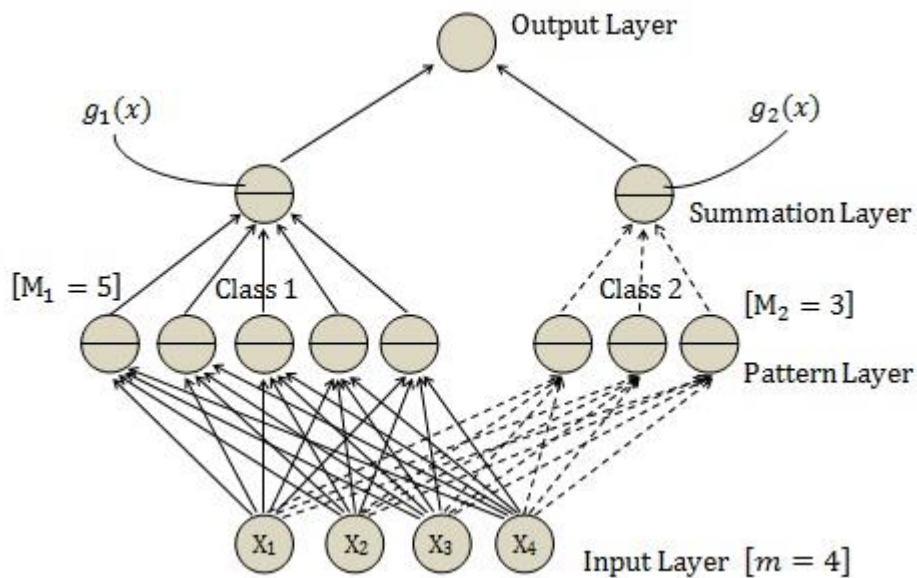 Output Layer
g₁(x)
g₂(x)
Summation Layer
[M₁ = 5]
Class 1
Class 2
[M₂ = 3]
Pattern Layer
X₁ X₂ X₃ X₄
Input Layer [m = 4]